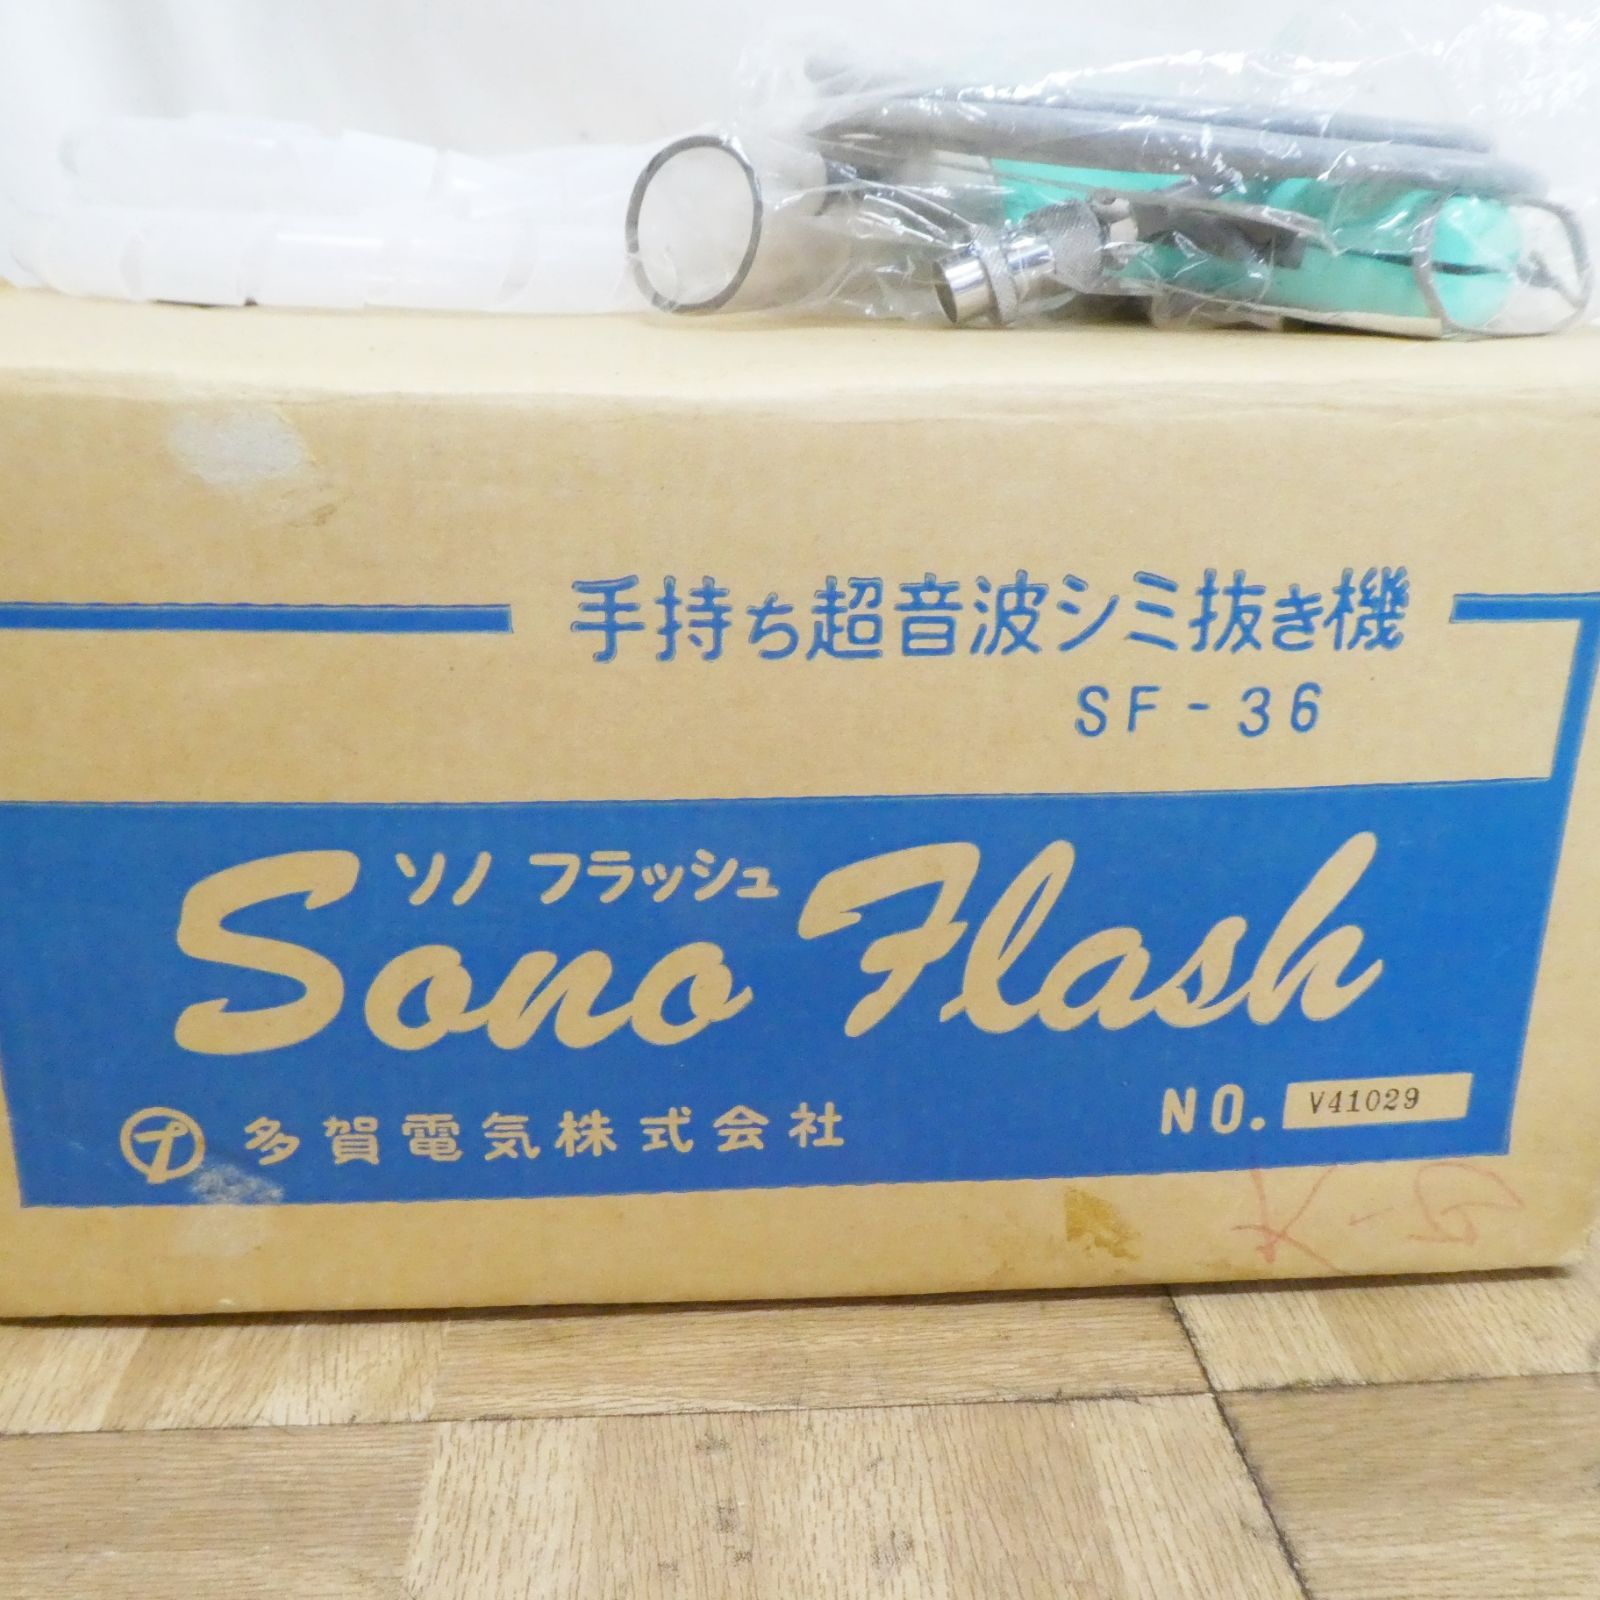 手持ち超音波シミ抜き機
SF-36
ソノ フラッシュ
Sono Flash
多賀電気株式会社
NO. V41029